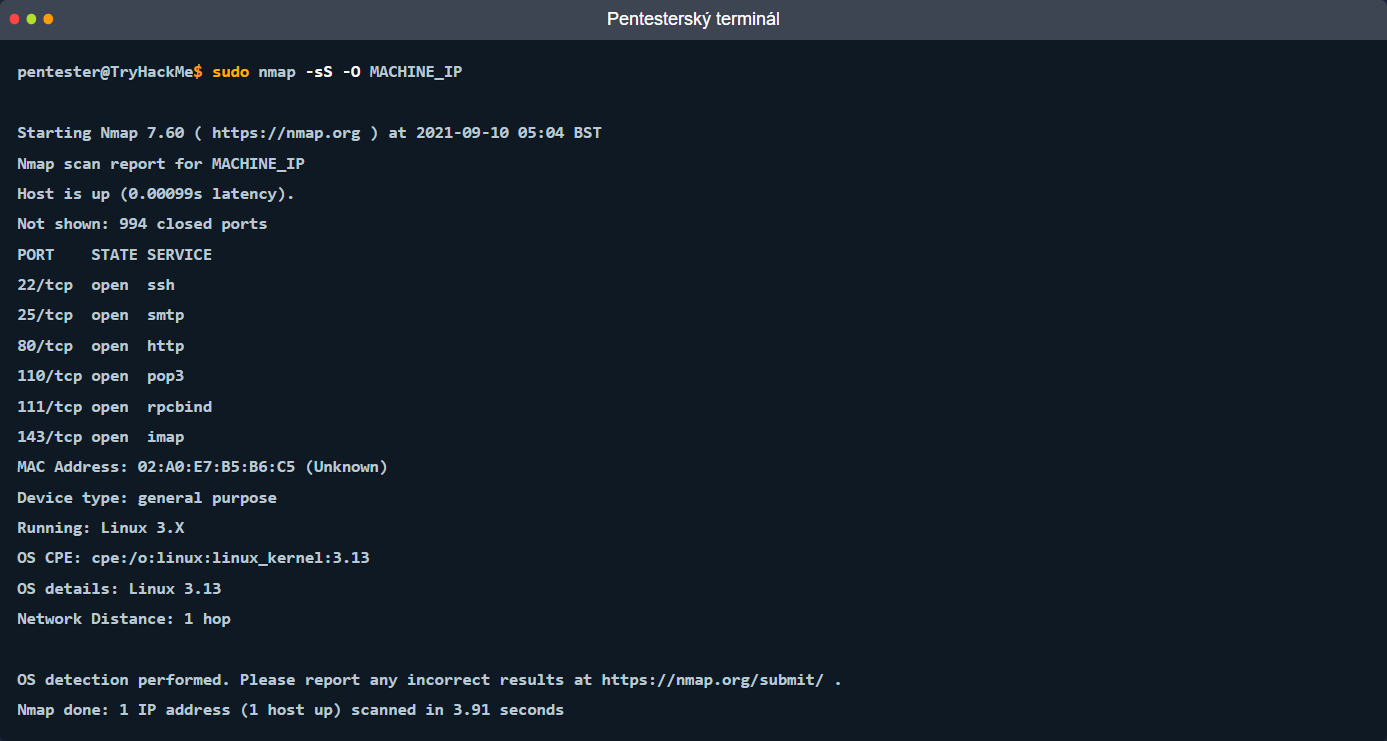 Pentesterský terminál
pentester@TryHackMe$ sudo nmap -sS -O MACHINE_IP
Starting Nmap 7.60 ( https://nmap.org ) at 2021-09-10 05:04 BST
Nmap scan report for MACHINE_IP
Host is up (0.00099s latency).
Not shown: 994 closed ports
PORT    STATE SERVICE
22/tcp  open  ssh
25/tcp  open  smtp
80/tcp  open  http
110/tcp open  pop3
111/tcp open  rpcbind
143/tcp open  imap
MAC Address: 02:A0:E7:B5:B6:C5 (Unknown)
Device type: general purpose
Running: Linux 3.X
OS CPE: cpe:/o:linux:linux_kernel:3.13
OS details: Linux 3.13
Network Distance: 1 hop
OS detection performed. Please report any incorrect results at https://nmap.org/submit/ .
Nmap done: 1 IP address (1 host up) scanned in 3.91 seconds